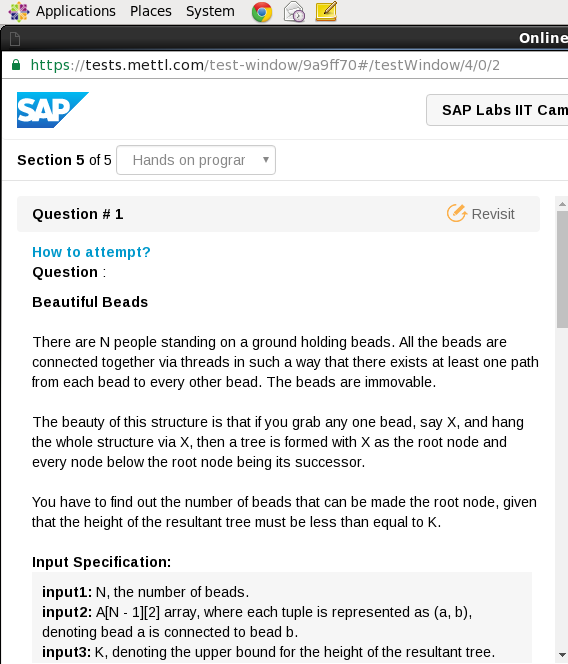 Applications Places System
Online
https://tests.mettl.com/test-window/9a9ff70#/testWindow/4/0/2
SAP
SAP Labs IIT Cam
Section 5 of 5 Hands on prograr
Question # 1 Revisit
How to attempt?
Question :
Beautiful Beads
There are N people standing on a ground holding beads. All the beads are
connected together via threads in such a way that there exists at least one path
from each bead to every other bead. The beads are immovable.
The beauty of this structure is that if you grab any one bead, say X, and hang
the whole structure via X, then a tree is formed with X as the root node and
every node below the root node being its successor.
You have to find out the number of beads that can be made the root node, given
that the height of the resultant tree must be less than equal to K.
Input Specification:
input1: N, the number of beads.
input2: A[N - 1][2] array, where each tuple is represented as (a, b),
denoting bead a is connected to bead b.
input3: K, denoting the upper bound for the height of the resultant tree.